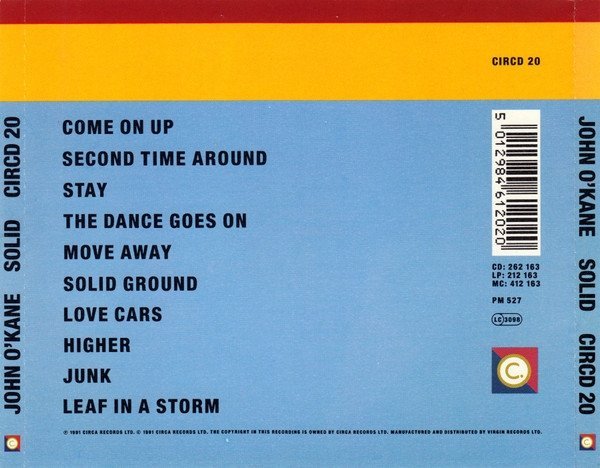 CIRCD 20
COME ON UP
SECOND TIME AROUND
STAY
THE DANCE GOES ON
MOVE AWAY
SOLID GROUND
LOVE CARS
HIGHER
JUNK
LEAF IN A STORM
5 012984 612020
CD: 262 163
LP: 212 163
MC: 412 163
PM 527
LC 3098
C.
℗ 1991 CIRCA RECORDS LTD. © 1991 CIRCA RECORDS LTD. THE COPYRIGHT IN THIS RECORDING IS OWNED BY CIRCA RECORDS LTD. MANUFACTURED AND DISTRIBUTED BY VIRGIN RECORDS LTD.
JOHN O'KANE SOLID CIRCD 20
C.
JOHN O'KANE SOLID CIRCD 20
C.